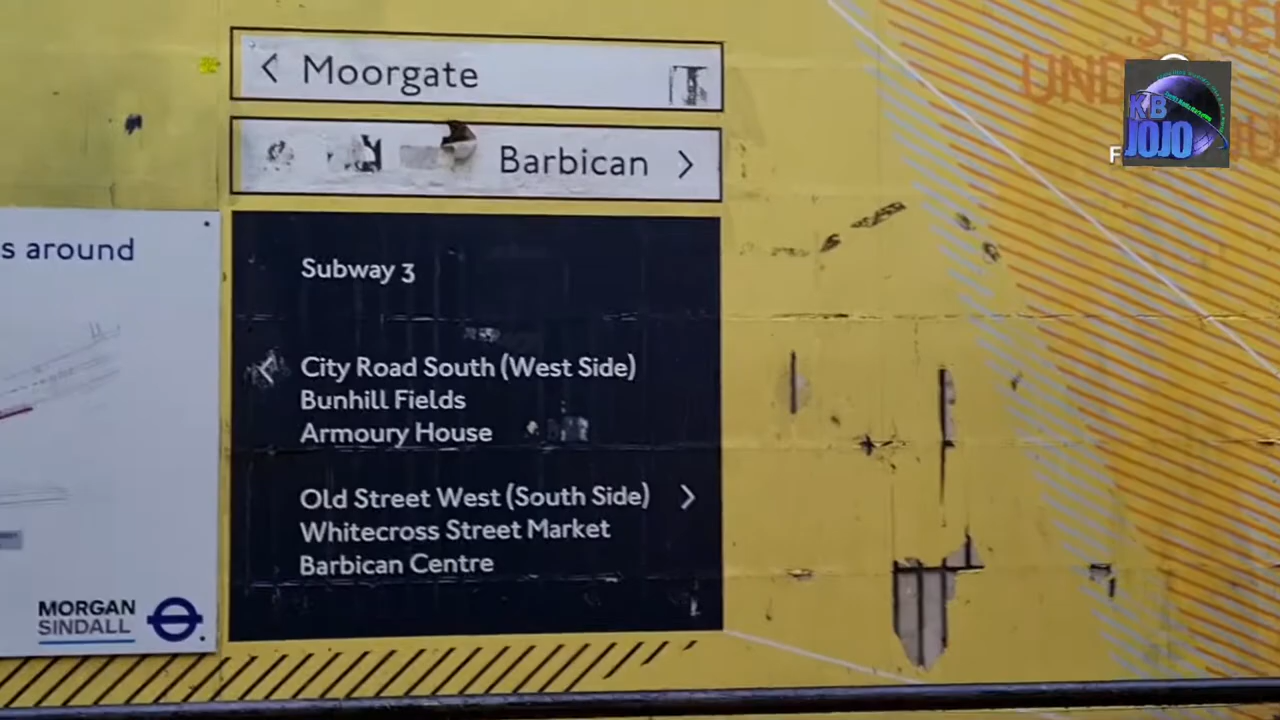 < Moorgate
Barbican >
s around
Subway 3
< City Road South (West Side)
Bunhill Fields
Armoury House
Old Street West (South Side) >
Whitecross Street Market
Barbican Centre
MORGAN
SINDALL
KB
JOJO